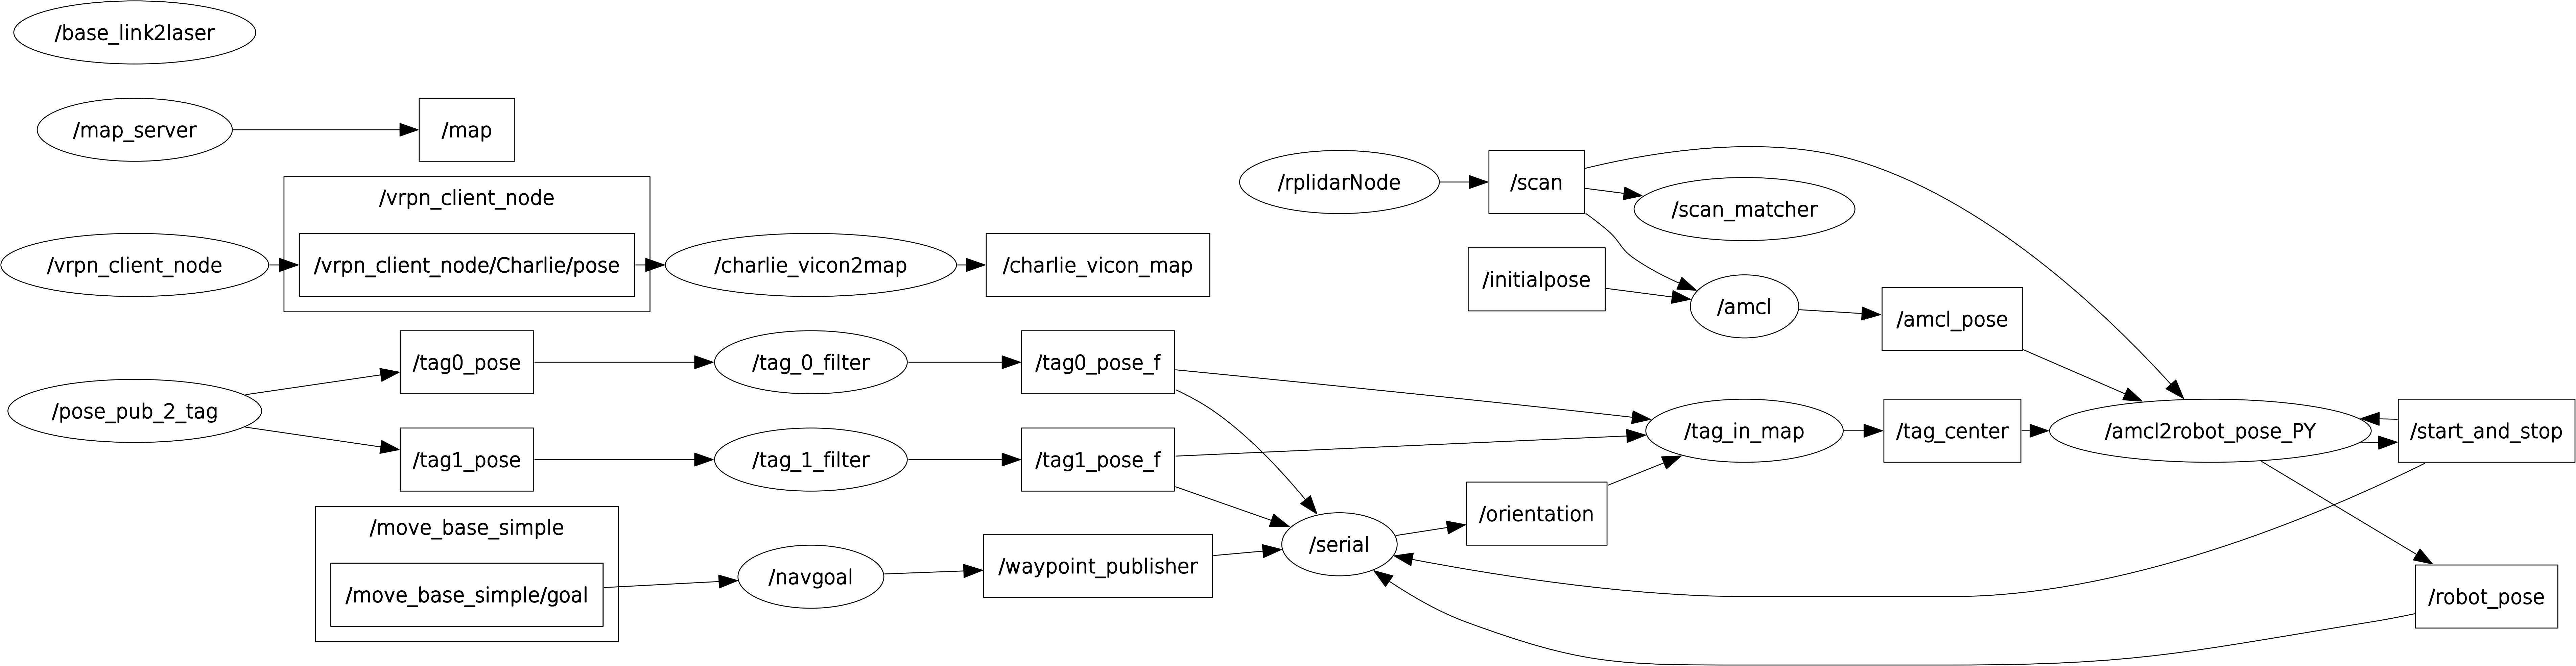 /base_link2laser
/map_server
/map
/vrpn_client_node
/vrpn_client_node
/vrpn_client_node/Charlie/pose
/charlie_vicon2map
/charlie_vicon_map
/rplidarNode
/scan
/scan_matcher
/initialpose
/amcl
/amcl_pose
/pose_pub_2_tag
/tag0_pose
/tag_0_filter
/tag0_pose_f
/tag1_pose
/tag_1_filter
/tag1_pose_f
/tag_in_map
/tag_center
/amcl2robot_pose_PY
/start_and_stop
/move_base_simple
/move_base_simple/goal
/navgoal
/waypoint_publisher
/serial
/orientation
/robot_pose